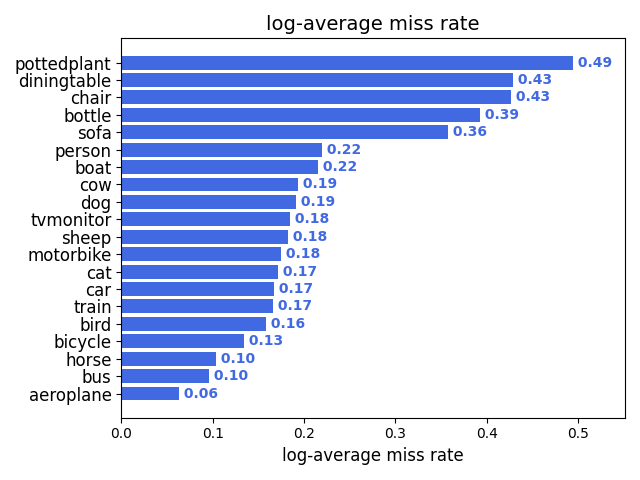 log-average miss rate
pottedplant 0.49
diningtable 0.43
chair 0.43
bottle 0.39
sofa 0.36
person 0.22
boat 0.22
cow 0.19
dog 0.19
tvmonitor 0.18
sheep 0.18
motorbike 0.18
cat 0.17
car 0.17
train 0.17
bird 0.16
bicycle 0.13
horse 0.10
bus 0.10
aeroplane 0.06
0.0 0.1 0.2 0.3 0.4 0.5
log-average miss rate